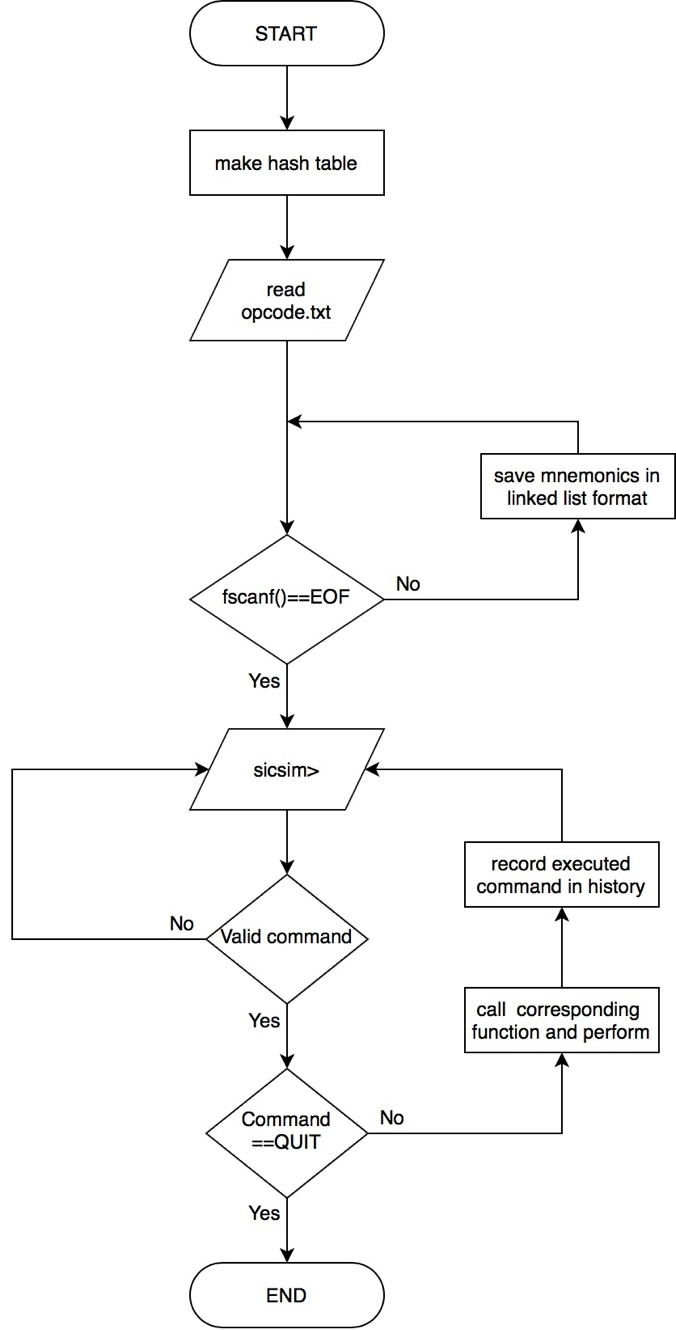 START
make hash table
read
opcode.txt
save mnemonics in
linked list format
fscanf()==EOF
No
Yes
sicsim>
record executed
command in history
No
Valid command
Yes
call corresponding
function and perform
Command
==QUIT
No
Yes
END